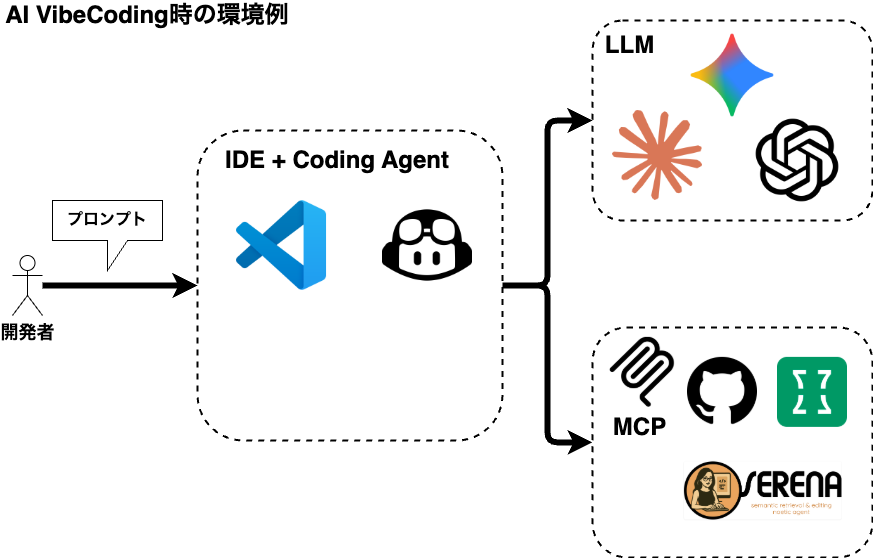 AI VibeCoding時の環境例
LLM
IDE + Coding Agent
プロンプト
開発者
MCP
SERENA
semantic retrieval & editing
noetic agent